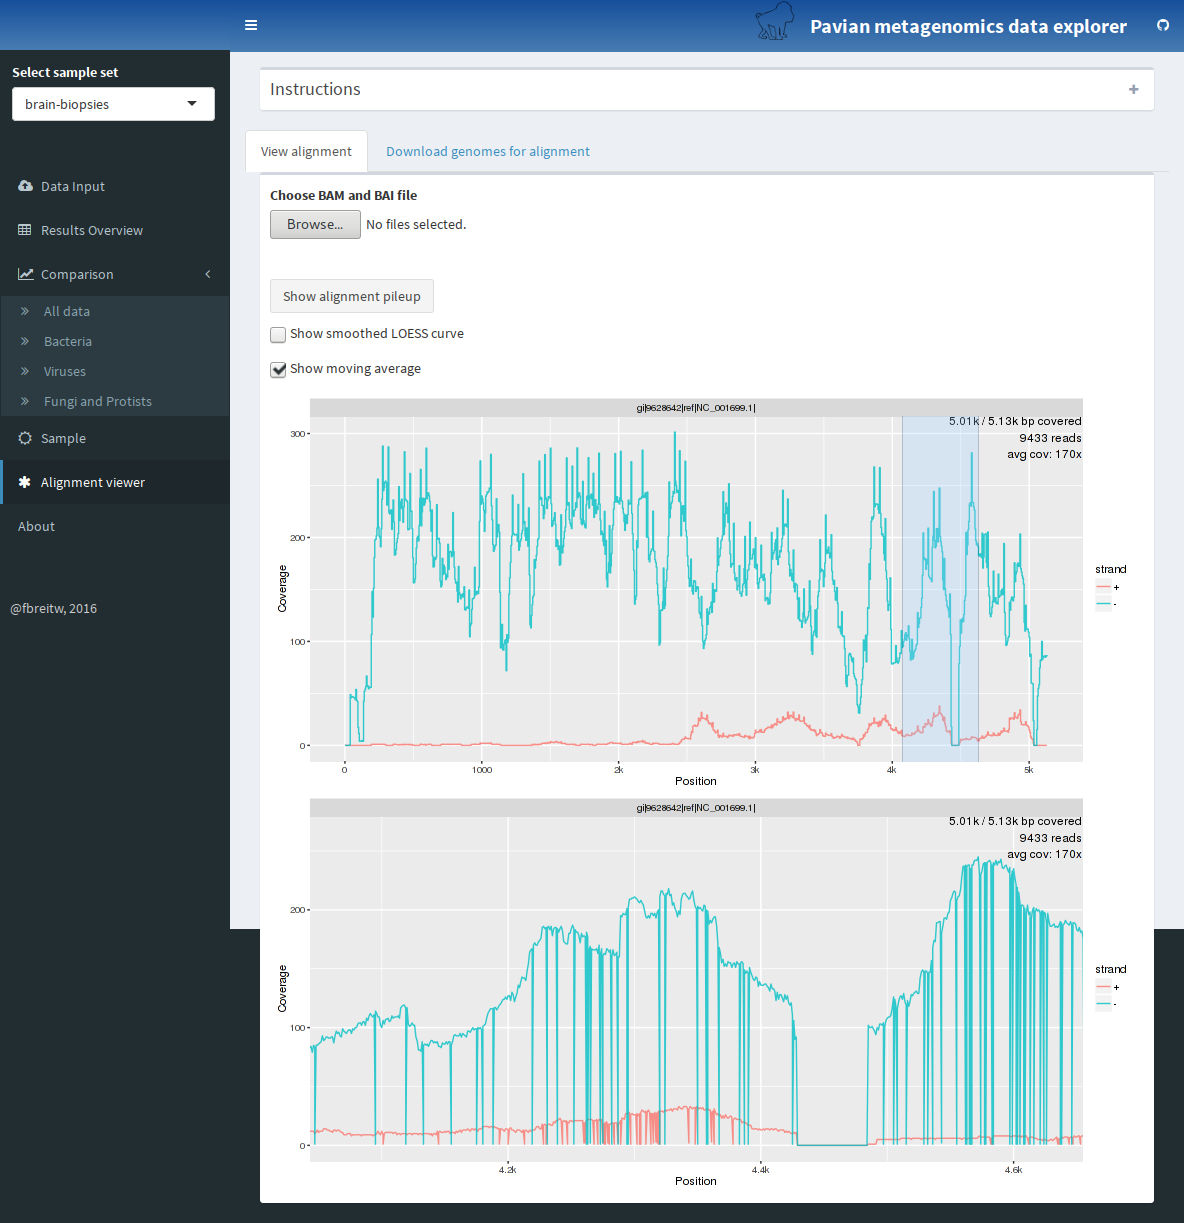 Pavian metagenomics data explorer
Select sample set
brain-biopsies
Data Input
Results Overview
Comparison
All data
Bacteria
Viruses
Fungi and Protists
Sample
Alignment viewer
About
@fbreitw, 2016
Instructions
View alignment
Download genomes for alignment
Choose BAM and BAI file
Browse... No files selected.
Show alignment pileup
Show smoothed LOESS curve
Show moving average
gi|9628642|ref|NC_001699.1|
5.01k / 5.13k bp covered
9433 reads
avg cov: 170x
300
200
100
0
Coverage
0 1000 2k 3k 4k 5k
Position
strand
+
-
gi|9628642|ref|NC_001699.1|
5.01k / 5.13k bp covered
9433 reads
avg cov: 170x
200
100
0
Coverage
4.2k 4.4k 4.6k
Position
strand
+
-